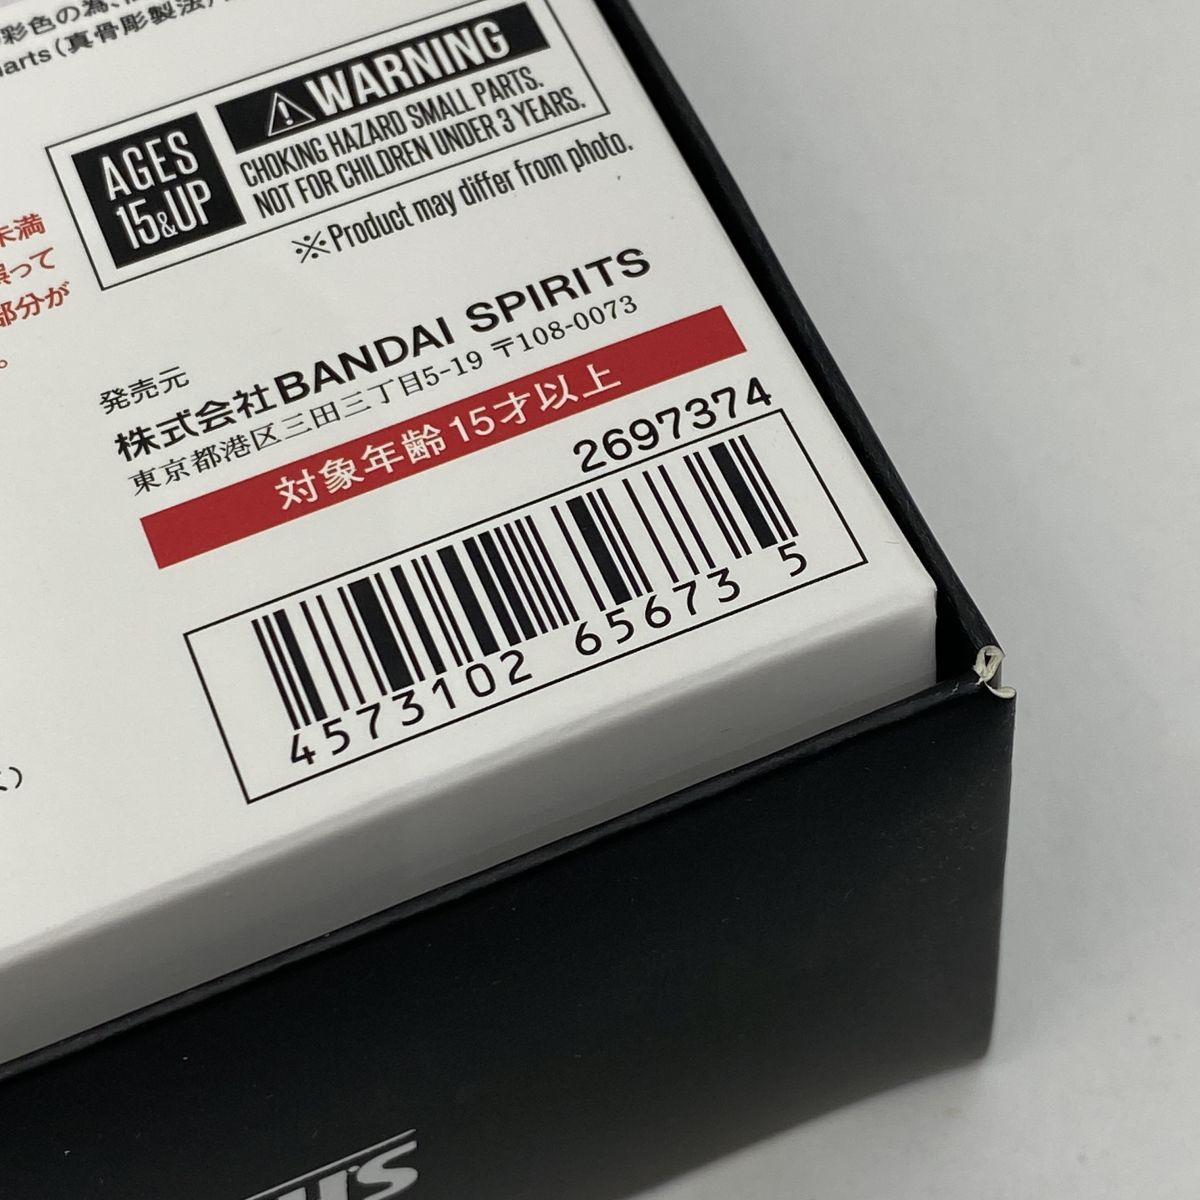 彩色の為、
arts(真骨彫製法)
AGES
15&UP
WARNING
CHOKING HAZARD SMALL PARTS.
NOT FOR CHILDREN UNDER 3 YEARS.
※Product may differ from photo.
未満
誤って
部分が
。
発売元
株式会社BANDAI SPIRITS
東京都港区三田三丁目5-19 〒108-0073
対象年齢 15才以上
2697374
4573102 65673 5